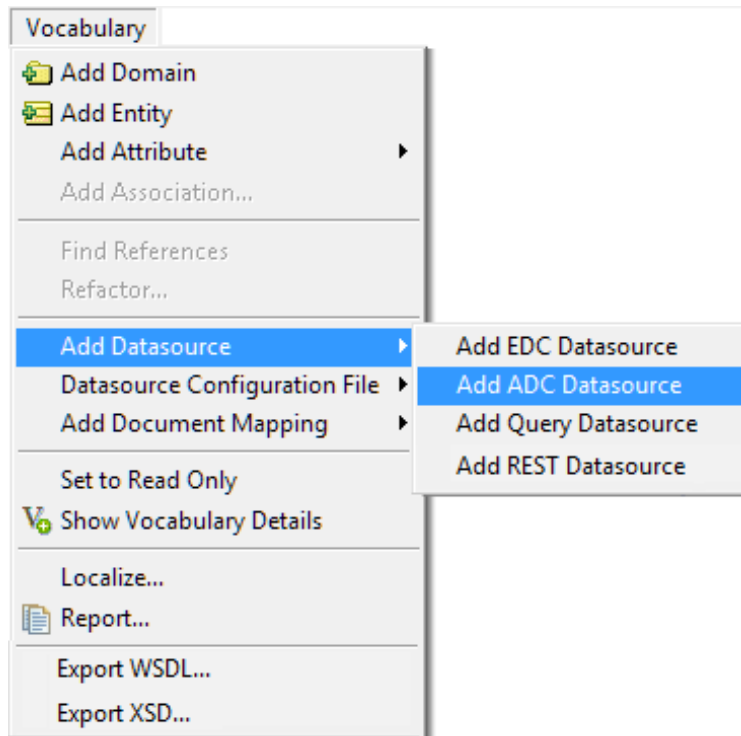 Vocabulary
Add Domain
Add Entity
Add Attribute
Add Association...
Find References
Refactor...
Add Datasource
Datasource Configuration File
Add Document Mapping
Set to Read Only
Show Vocabulary Details
Localize...
Report...
Export WSDL...
Export XSD...
Add EDC Datasource
Add ADC Datasource
Add Query Datasource
Add REST Datasource